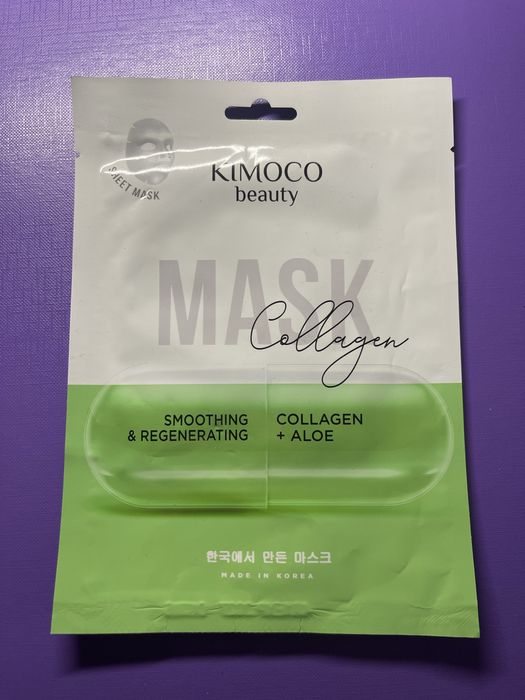 SHEET MASK
KIMOCO
beauty
MASK
Collagen
SMOOTHING
& REGENERATING
COLLAGEN
+ ALOE
한국에서 만든 마스크
MADE IN KOREA